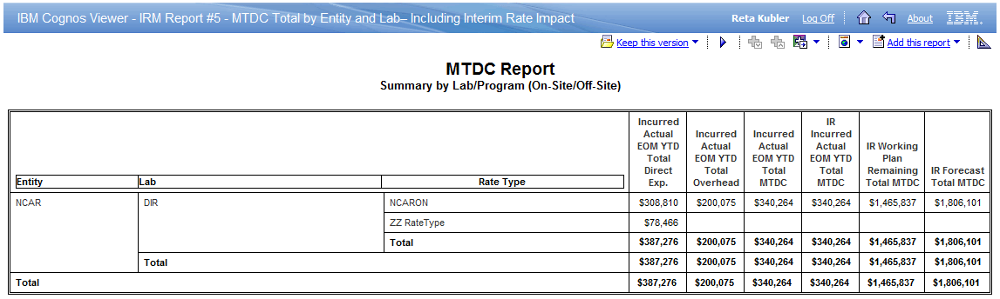 IBM Cognos Viewer - IRM Report #5 - MTDC Total by Entity and Lab– Including Interim Rate Impact Reta Kubler Log Off About IBM.
Keep this version Add this report
MTDC Report
Summary by Lab/Program (On-Site/Off-Site)
Entity Lab Rate Type Incurred Actual EOM YTD Total Direct Exp. Incurred Actual EOM YTD Total Overhead Incurred Actual EOM YTD Total MTDC IR Incurred Actual EOM YTD Total MTDC IR Working Plan Remaining Total MTDC IR Forecast Total MTDC
NCAR DIR NCARON $308,810 $200,075 $340,264 $340,264 $1,465,837 $1,806,101
ZZ RateType $78,466
Total $387,276 $200,075 $340,264 $340,264 $1,465,837 $1,806,101
Total $387,276 $200,075 $340,264 $340,264 $1,465,837 $1,806,101
Total $387,276 $200,075 $340,264 $340,264 $1,465,837 $1,806,101